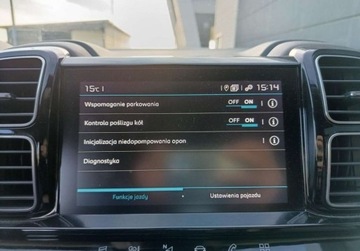 15°C
15:14
Wspomaganie parkowania OFF ON
Kontrola poślizgu kół OFF ON
Inicjalizacja niedopompowania opon
Diagnostyka
Funkcje jazdy Ustawienia pojazdu